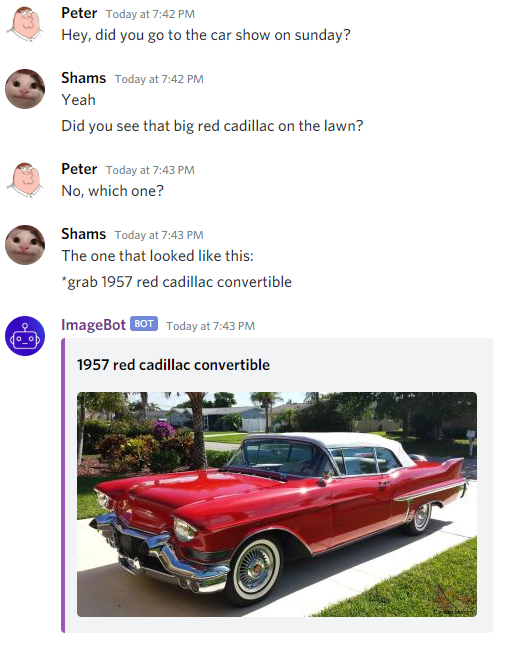 Peter Today at 7:42 PM
Hey, did you go to the car show on sunday?
Shams Today at 7:42 PM
Yeah
Did you see that big red cadillac on the lawn?
Peter Today at 7:43 PM
No, which one?
Shams Today at 7:43 PM
The one that looked like this:
*grab 1957 red cadillac convertible
ImageBot BOT Today at 7:43 PM
1957 red cadillac convertible